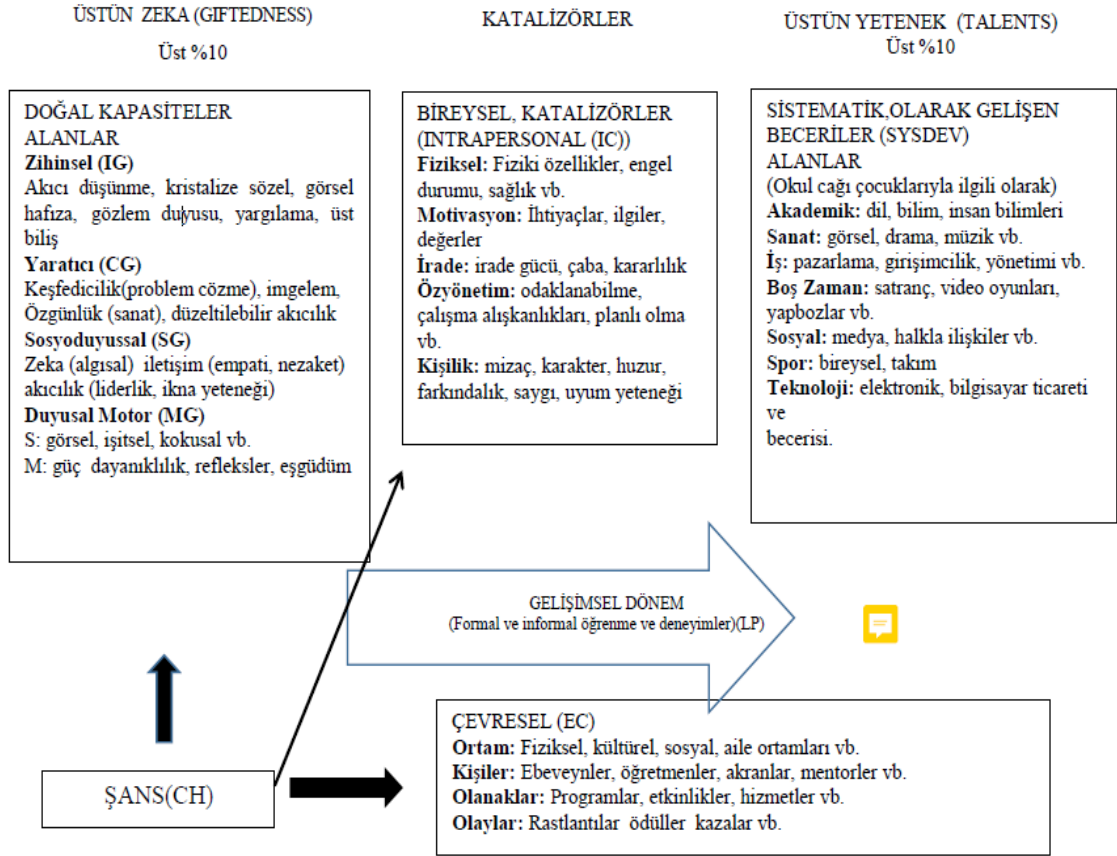 ÜSTÜN ZEKA (GIFTEDNESS)
Üst %10
KATALİZÖRLER
ÜSTÜN YETENEK (TALENTS)
Üst %10
DOĞAL KAPASİTELER
ALANLAR
Zihinsel (IG)
Akıcı düşünme, kristalize sözel, görsel
hafıza, gözlem duyusu, yargılama, üst
biliş
Yaratıcı (CG)
Keşfedicilik(problem cözme), imgelem,
Özgünlük (sanat), düzeltilebilir akıcılık
Sosyoduyussal (SG)
Zeka (algısal) iletişim (empati, nezaket)
akıcılık (liderlik, ikna yeteneği)
Duyusal Motor (MG)
S: görsel, işitsel, kokusal vb.
M: güç dayanıklılık, refleksler, eşgüdüm
BİREYSEL, KATALİZÖRLER
(INTRAPERSONAL (IC))
Fiziksel: Fiziki özellikler, engel
durumu, sağlık vb.
Motivasyon: İhtiyaçlar, ilgiler,
değerler
İrade: irade gücü, çaba, kararlılık
Özyönetim: odaklanabilme,
çalışma alışkanlıkları, planlı olma
vb.
Kişilik: mizaç, karakter, huzur,
farkındalık, saygı, uyum yeteneği
SİSTEMATİK,OLARAK GELİŞEN
BECERİLER (SYSDEV)
ALANLAR
(Okul cağı çocuklarıyla ilgili olarak)
Akademik: dil, bilim, insan bilimleri
Sanat: görsel, drama, müzik vb.
İş: pazarlama, girişimcilik, yönetimi vb.
Boş Zaman: satranç, video oyunları,
yapbozlar vb.
Sosyal: medya, halkla ilişkiler vb.
Spor: bireysel, takım
Teknoloji: elektronik, bilgisayar ticareti
ve
becerisi.
GELİŞİMSEL DÖNEM
(Formal ve informal öğrenme ve deneyimler)(LP)
ŞANS(CH)
ÇEVRESEL (EC)
Ortam: Fiziksel, kültürel, sosyal, aile ortamları vb.
Kişiler: Ebeveynler, öğretmenler, akranlar, mentorler vb.
Olanaklar: Programlar, etkinlikler, hizmetler vb.
Olaylar: Rastlantılar ödüller kazalar vb.